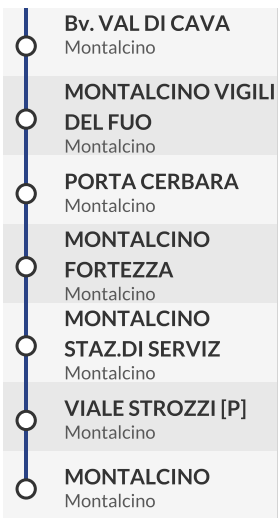 Bv. VAL DI CAVA
Montalcino
MONTALCINO VIGILI
DEL FUO
Montalcino
PORTA CERBARA
Montalcino
MONTALCINO
FORTEZZA
Montalcino
MONTALCINO
STAZ.DI SERVIZ
Montalcino
VIALE STROZZI [P]
Montalcino
MONTALCINO
Montalcino